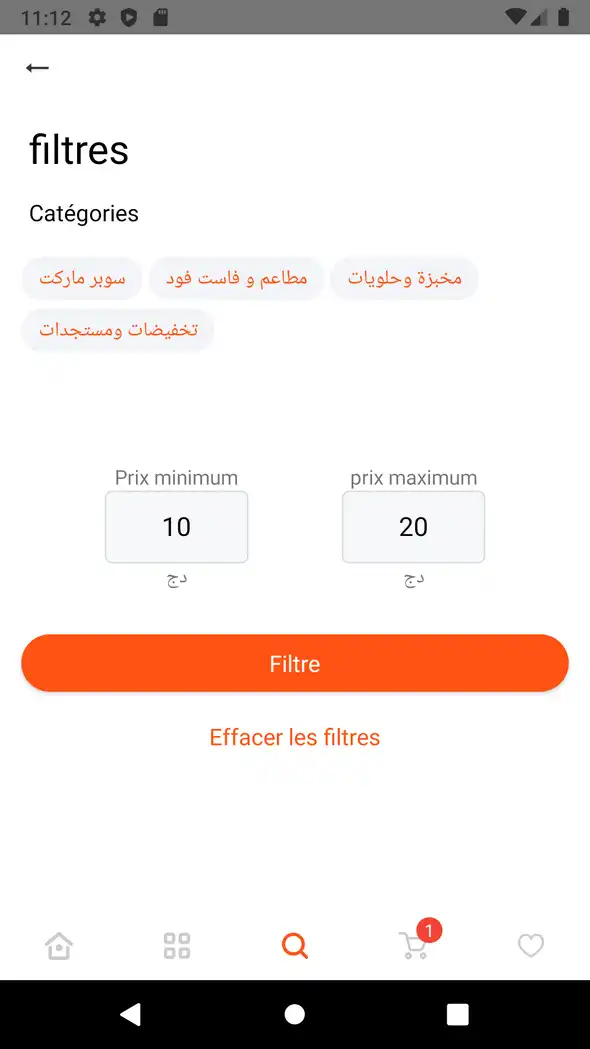 11:12
filtres
Catégories
سوبر ماركت
مطاعم و فاست فود
مخبزة وحلويات
تخفيضات ومستجدات
Prix minimum
prix maximum
10
20
دج
دج
Filtre
Effacer les filtres
1